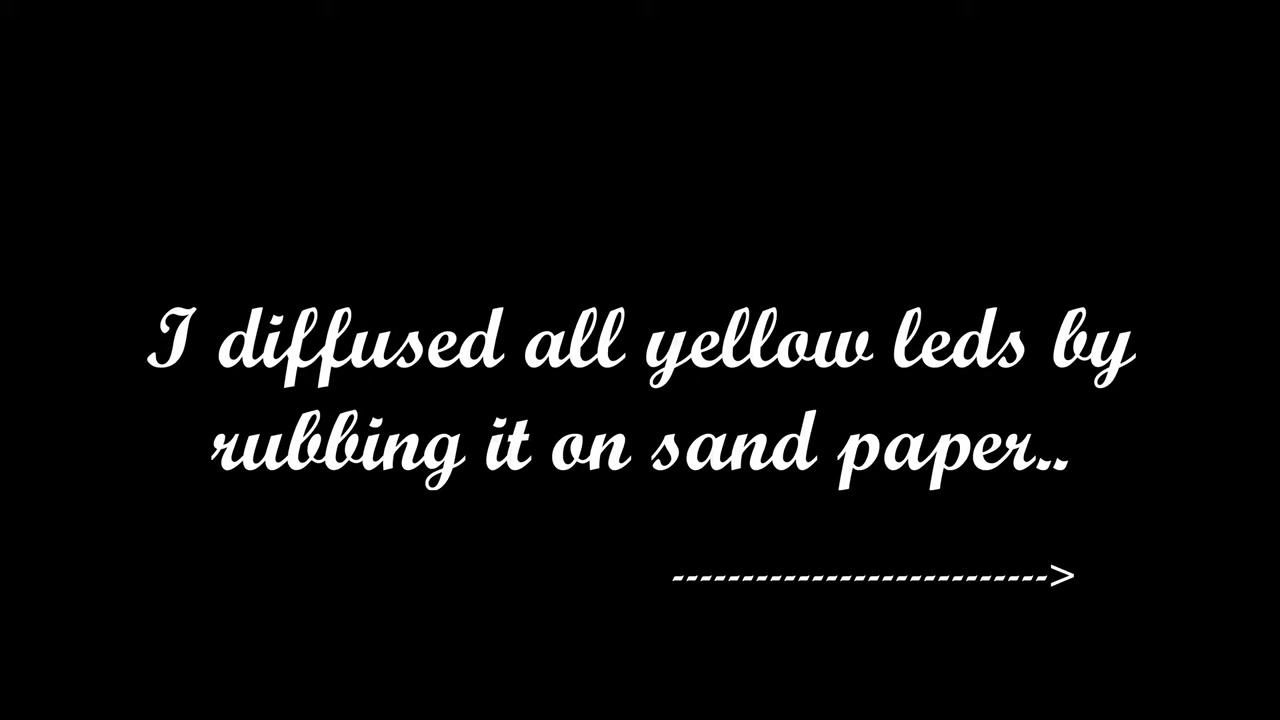 I diffused all yellow leds by
rubbing it on sand paper..
--------------------------->